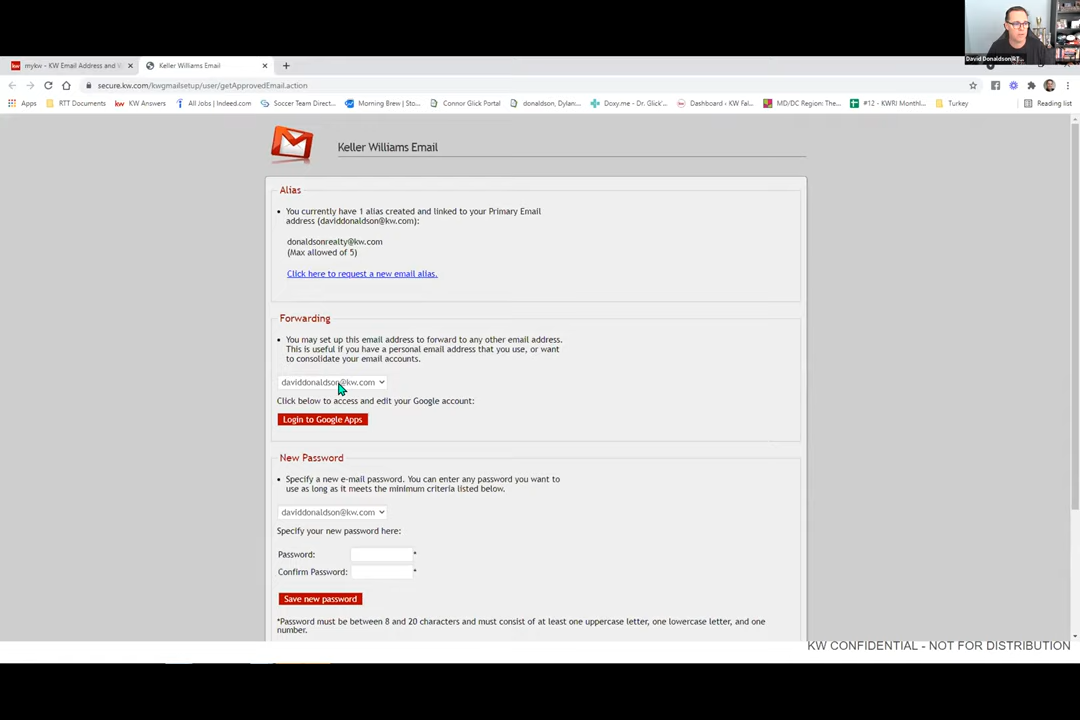 David Donaldson
mykw - KW Email Address and
Keller Williams Email
secure.kw.com/kwgmailsetup/user/getApprovedEmail.action
Apps RTT Documents KW Answers All Jobs | Indeed.com Soccer Team Direct... Morning Brew | Sto... Connor Glick Portal donaldson, Dylan... Doxy.me = Dr. Glick'... Dashboard - KW Fal... MD/DC Region: The... #12 - KWRI Monthl... Turkey Reading list
Keller Williams Email
Alias
• You currently have 1 alias created and linked to your Primary Email
address (daviddonaldson@kw.com):
donaldsonrealty@kw.com
(Max allowed of 5)
Click here to request a new email alias.
Forwarding
• You may set up this email address to forward to any other email address.
This is useful if you have a personal email address that you use, or want
to consolidate your email accounts.
daviddonaldson@kw.com
Click below to access and edit your Google account:
Login to Google Apps
New Password
• Specify a new e-mail password. You can enter any password you want to
use as long as it meets the minimum criteria listed below.
daviddonaldson@kw.com
Specify your new password here:
Password: *
Confirm Password: *
Save new password
*Password must be between 8 and 20 characters and must consist of at least one uppercase letter, one lowercase letter, and one
number.
KW CONFIDENTIAL - NOT FOR DISTRIBUTION